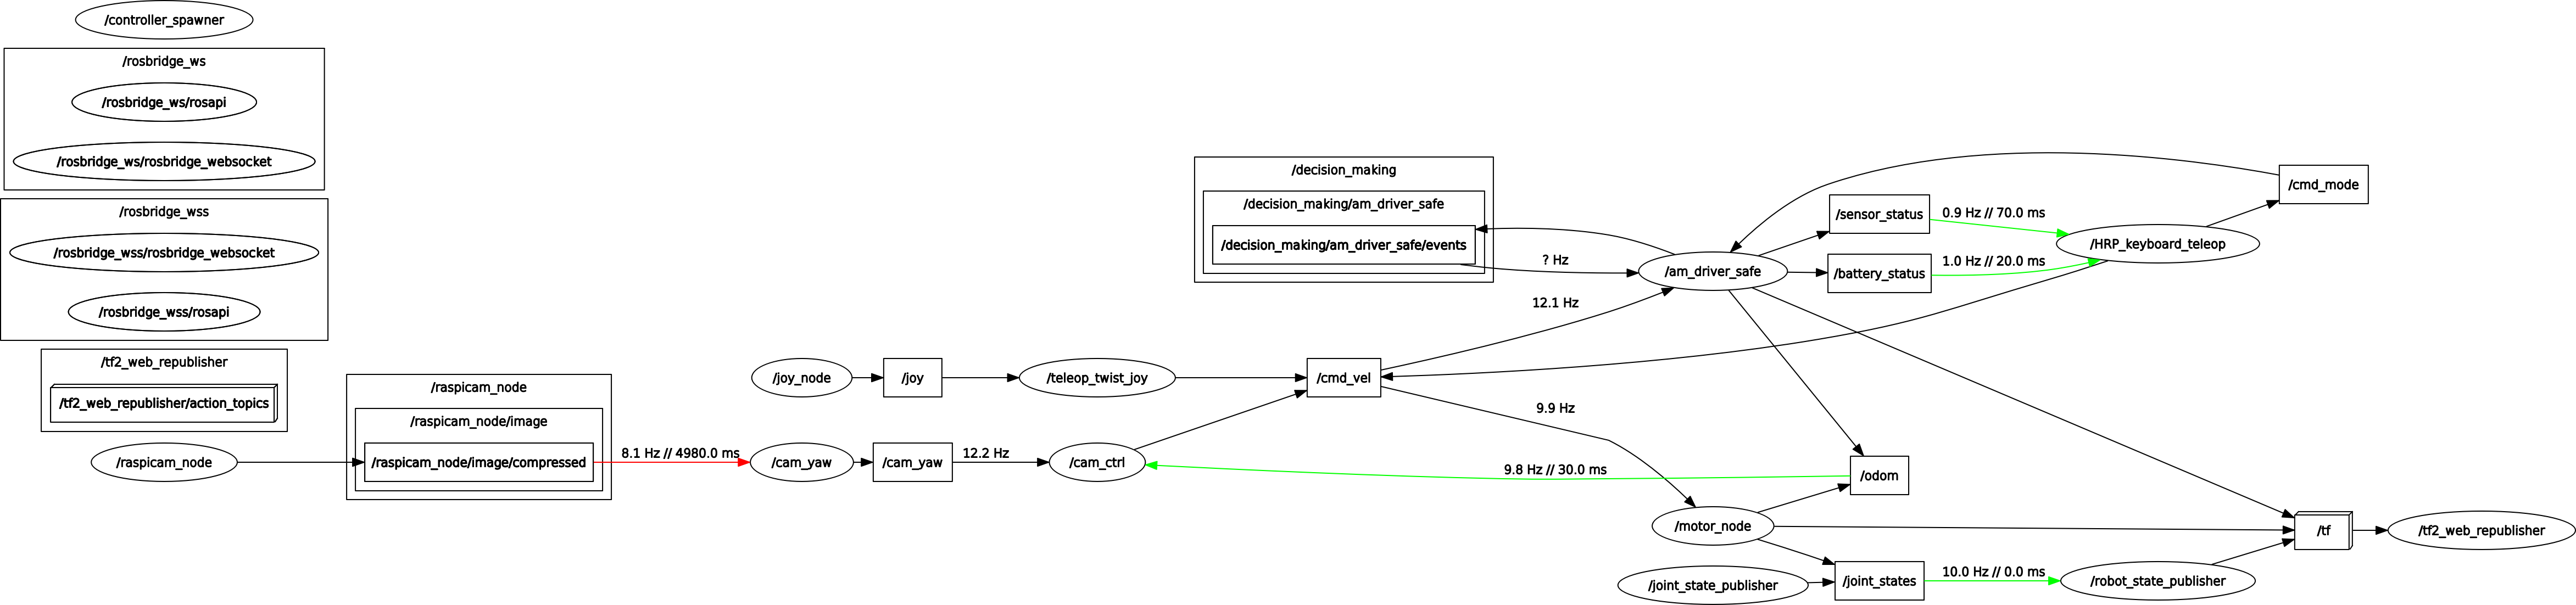 /controller_spawner
/rosbridge_ws
/rosbridge_ws/rosapi
/rosbridge_ws/rosbridge_websocket
/rosbridge_wss
/rosbridge_wss/rosbridge_websocket
/rosbridge_wss/rosapi
/tf2_web_republisher
/tf2_web_republisher/action_topics
/raspicam_node
/raspicam_node
/raspicam_node/image
/raspicam_node/image/compressed
8.1 Hz // 4980.0 ms
/cam_yaw
/cam_yaw
12.2 Hz
/cam_ctrl
/joy_node
/joy
/teleop_twist_joy
/cmd_vel
/decision_making
/decision_making/am_driver_safe
/decision_making/am_driver_safe/events
? Hz
12.1 Hz
9.9 Hz
9.8 Hz // 30.0 ms
/am_driver_safe
/motor_node
/joint_state_publisher
/sensor_status
/battery_status
/odom
/joint_states
0.9 Hz // 70.0 ms
1.0 Hz // 20.0 ms
10.0 Hz // 0.0 ms
/HRP_keyboard_teleop
/robot_state_publisher
/cmd_mode
/tf
/tf2_web_republisher